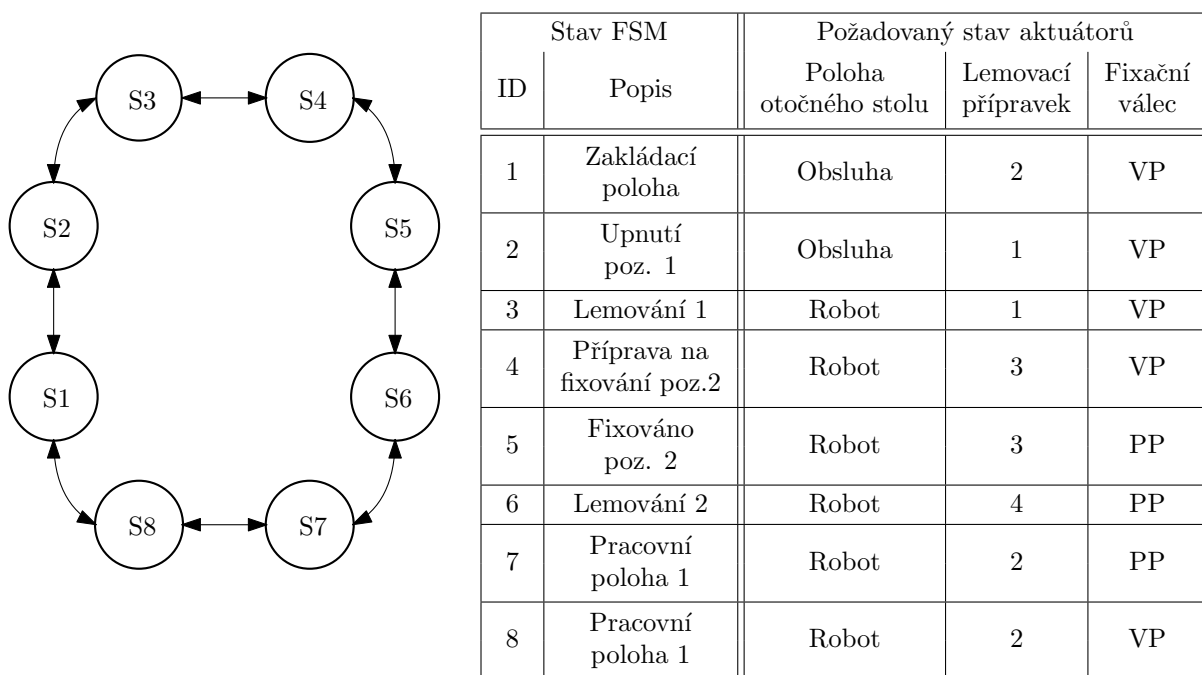 S3
S4
S2
S5
S1
S6
S8
S7
Stav FSM Požadovaný stav aktuátorů
ID Popis Poloha otočného stolu Lemovací přípravek Fixační válec
1 Zakládací poloha Obsluha 2 VP
2 Upnutí poz. 1 Obsluha 1 VP
3 Lemování 1 Robot 1 VP
4 Příprava na fixování poz.2 Robot 3 VP
5 Fixováno poz. 2 Robot 3 PP
6 Lemování 2 Robot 4 PP
7 Pracovní poloha 1 Robot 2 PP
8 Pracovní poloha 1 Robot 2 VP